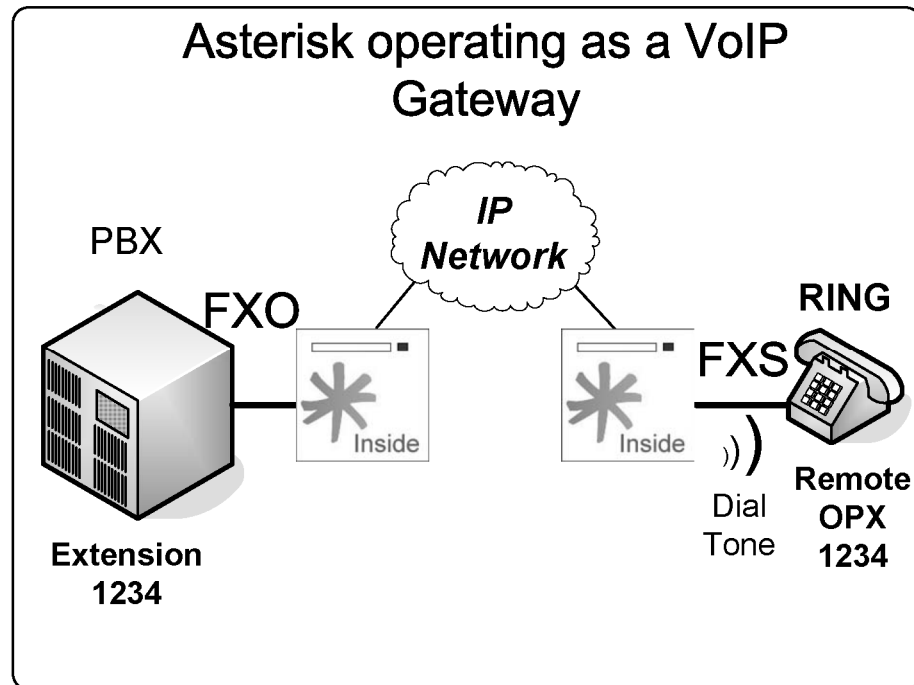 Asterisk operating as a VoIP
Gateway
IP
Network
PBX
FXO
RING
FXS
Inside
Inside
Dial
Tone
Remote
OPX
1234
Extension
1234